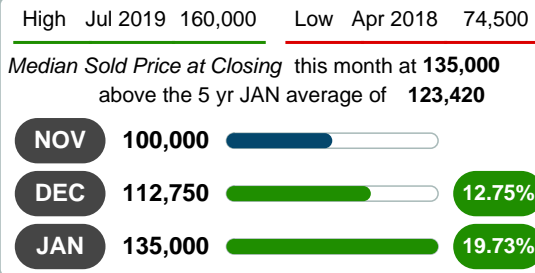 High Jul 2019 160,000 Low Apr 2018 74,500
Median Sold Price at Closing this month at 135,000
above the 5 yr JAN average of 123,420
NOV 100,000
DEC 112,750 12.75%
JAN 135,000 19.73%